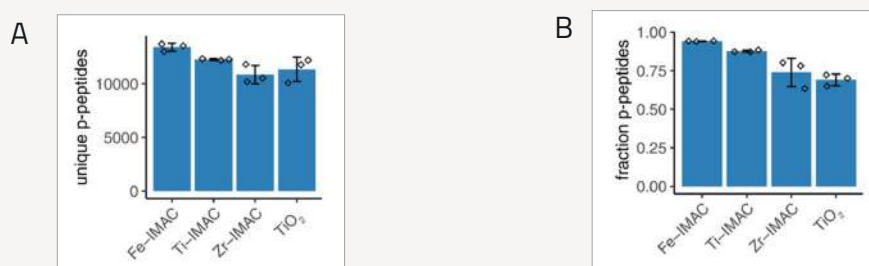 A
unique p-peptides
10000
5000
0
Fe-IMAC
Ti-IMAC
Zr-IMAC
TiO₂
B
fraction p-peptides
1.00
0.75
0.50
0.25
0.00
Fe-IMAC
Ti-IMAC
Zr-IMAC
TiO₂